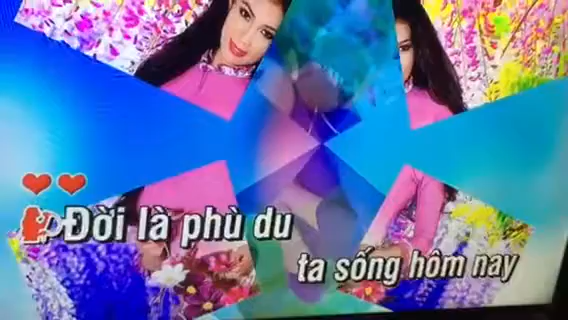 Đời là phù du
ta sống hôm nay